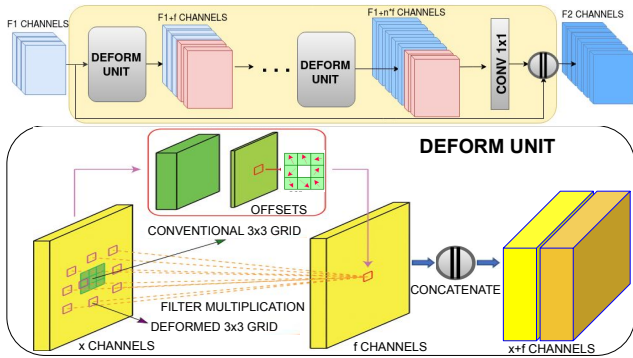 F1 CHANNELS
F1+f CHANNELS
F1+n*f CHANNELS
F2 CHANNELS
DEFORM
UNIT
. . .
DEFORM
UNIT
CONV 1x1
||
DEFORM UNIT
OFFSETS
CONVENTIONAL 3x3 GRID
||
CONCATENATE
FILTER MULTIPLICATION
DEFORMED 3x3 GRID
x CHANNELS
f CHANNELS
x+f CHANNELS